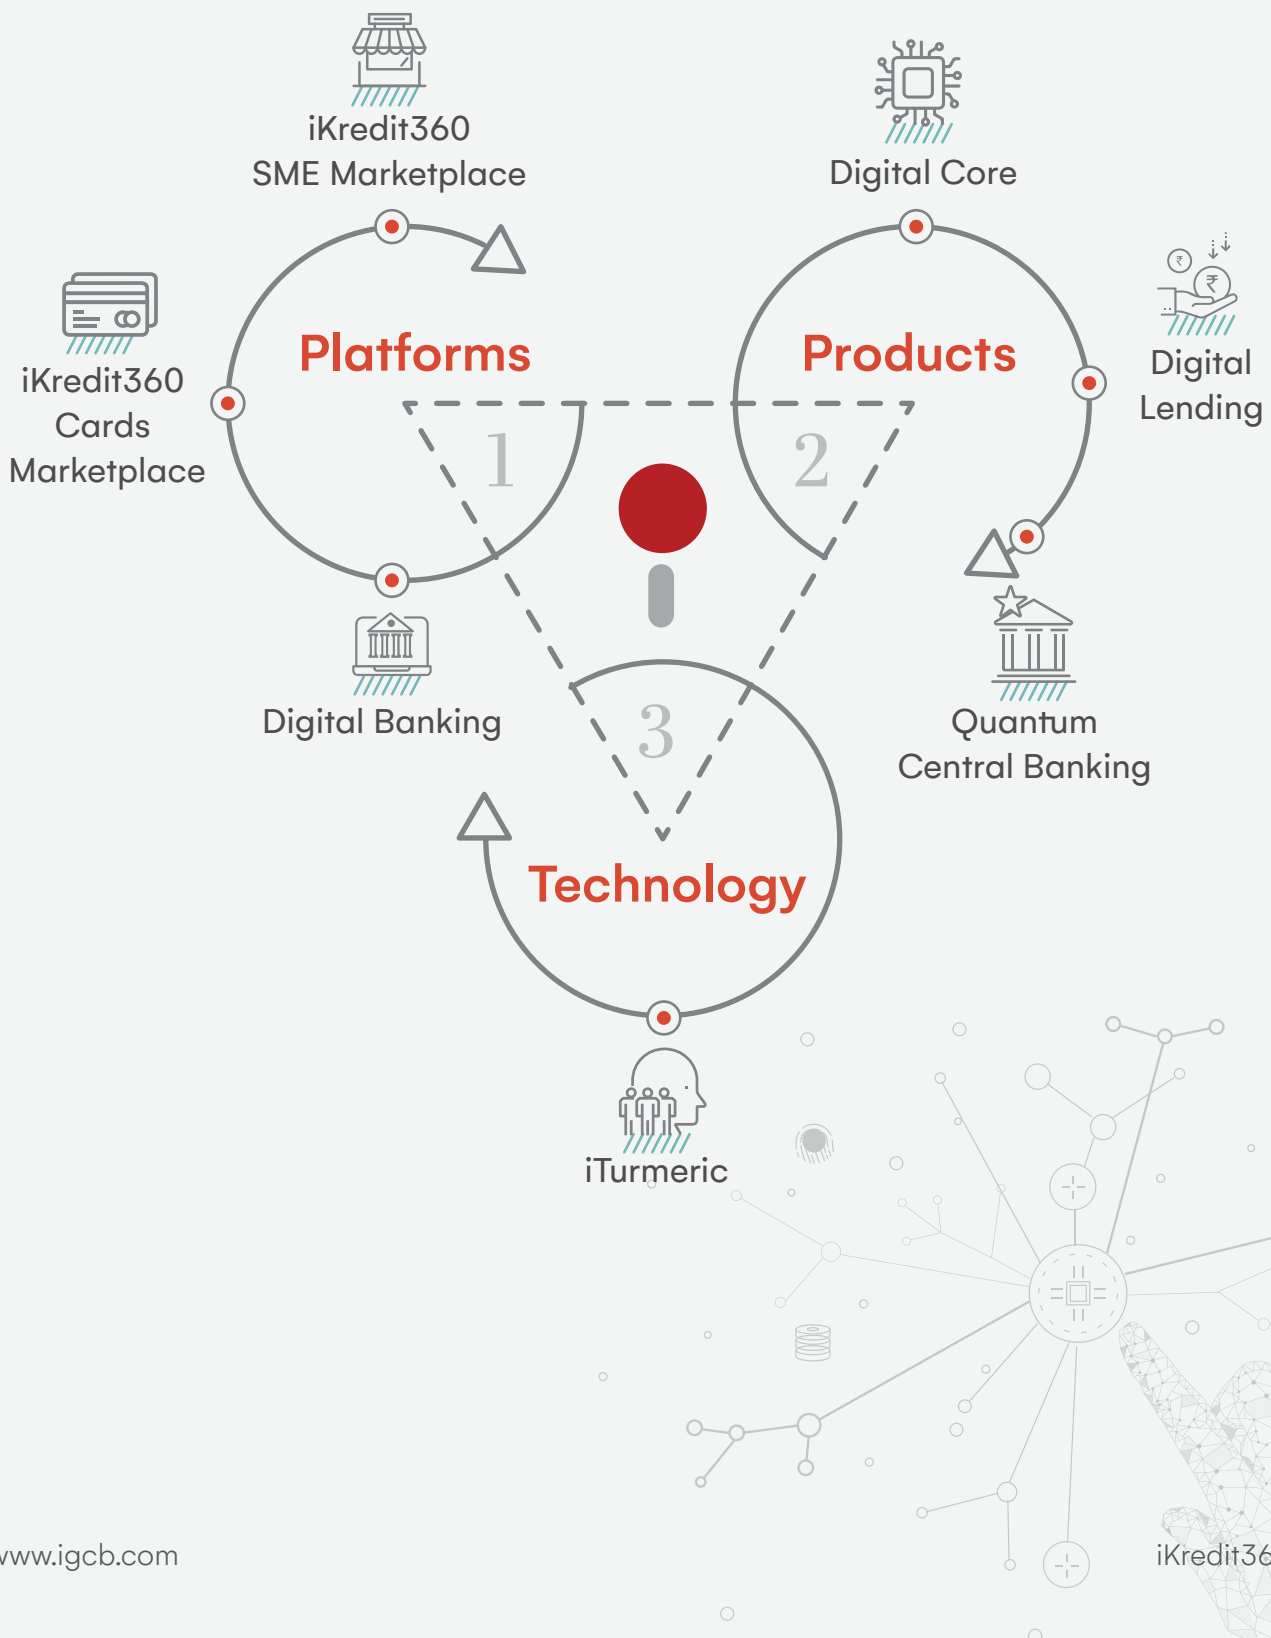 iKredit360
SME Marketplace
Digital Core
Platforms
Products
iKredit360
Cards
Marketplace
Digital
Lending
1
2
Digital Banking
Quantum
Central Banking
3
Technology
iTurmeric
www.igcb.com
iKredit36